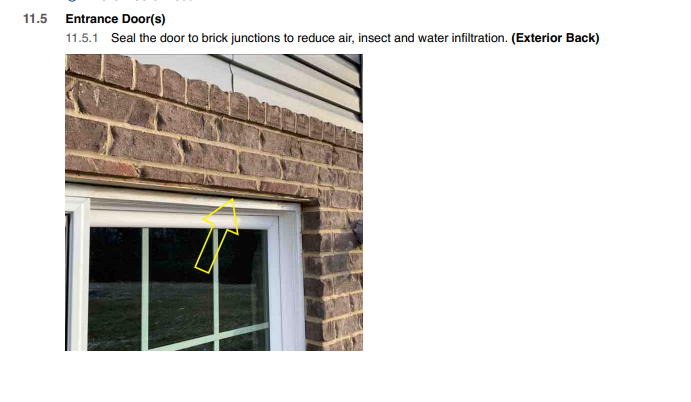 11.5 Entrance Door(s)
11.5.1 Seal the door to brick junctions to reduce air, insect and water infiltration. (Exterior Back)